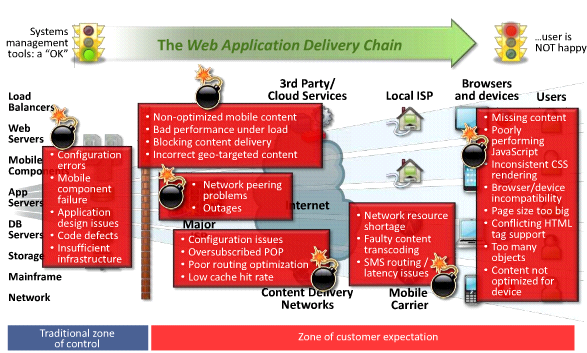 Systems
management
tools: a “OK”
The Web Application Delivery Chain
...user is
NOT happy
3rd Party/
Cloud Services
Local ISP
Browsers
and devices
Users
Load
Balancers
Web
Servers
Mobile
Compon
App
Servers
DB
Servers
Storage
Mainframe
Network
• Configuration
errors
• Mobile
component
failure
• Application
design issues
• Code defects
• Insufficient
infrastructure
• Non-optimized mobile content
• Bad performance under load
• Blocking content delivery
• Incorrect geo-targeted content
• Network peering
problems
• Outages
Internet
Major
• Configuration issues
• Oversubscribed POP
• Poor routing optimization
• Low cache hit rate
Content Delivery
Networks
• Network resource
shortage
• Faulty content
transcoding
• SMS routing /
latency issues
Mobile
Carrier
• Missing content
• Poorly
performing
JavaScript
• Inconsistent CSS
rendering
• Browser/device
incompatibility
• Page size too big
• Conflicting HTML
tag support
• Too many
objects
• Content not
optimized for
device
Traditional zone
of control
Zone of customer expectation